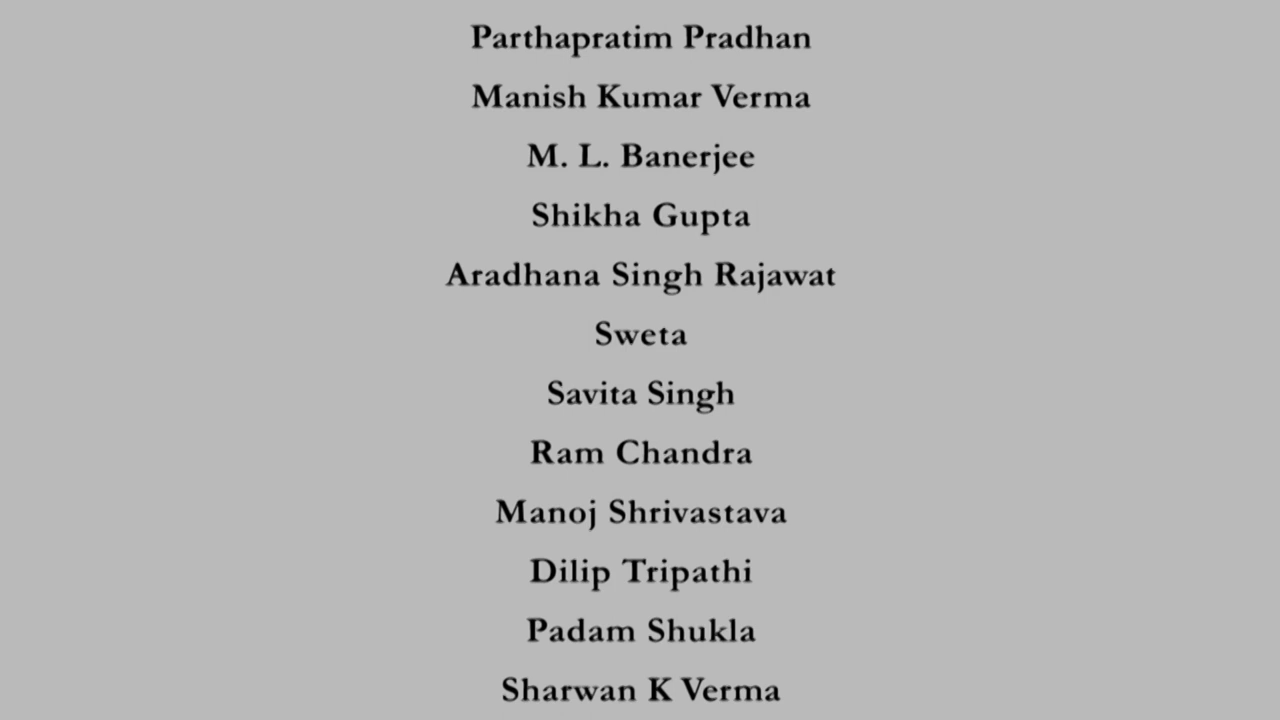 Parthapratim Pradhan
Manish Kumar Verma
M. L. Banerjee
Shikha Gupta
Aradhana Singh Rajawat
Sweta
Savita Singh
Ram Chandra
Manoj Shrivastava
Dilip Tripathi
Padam Shukla
Sharwan K Verma